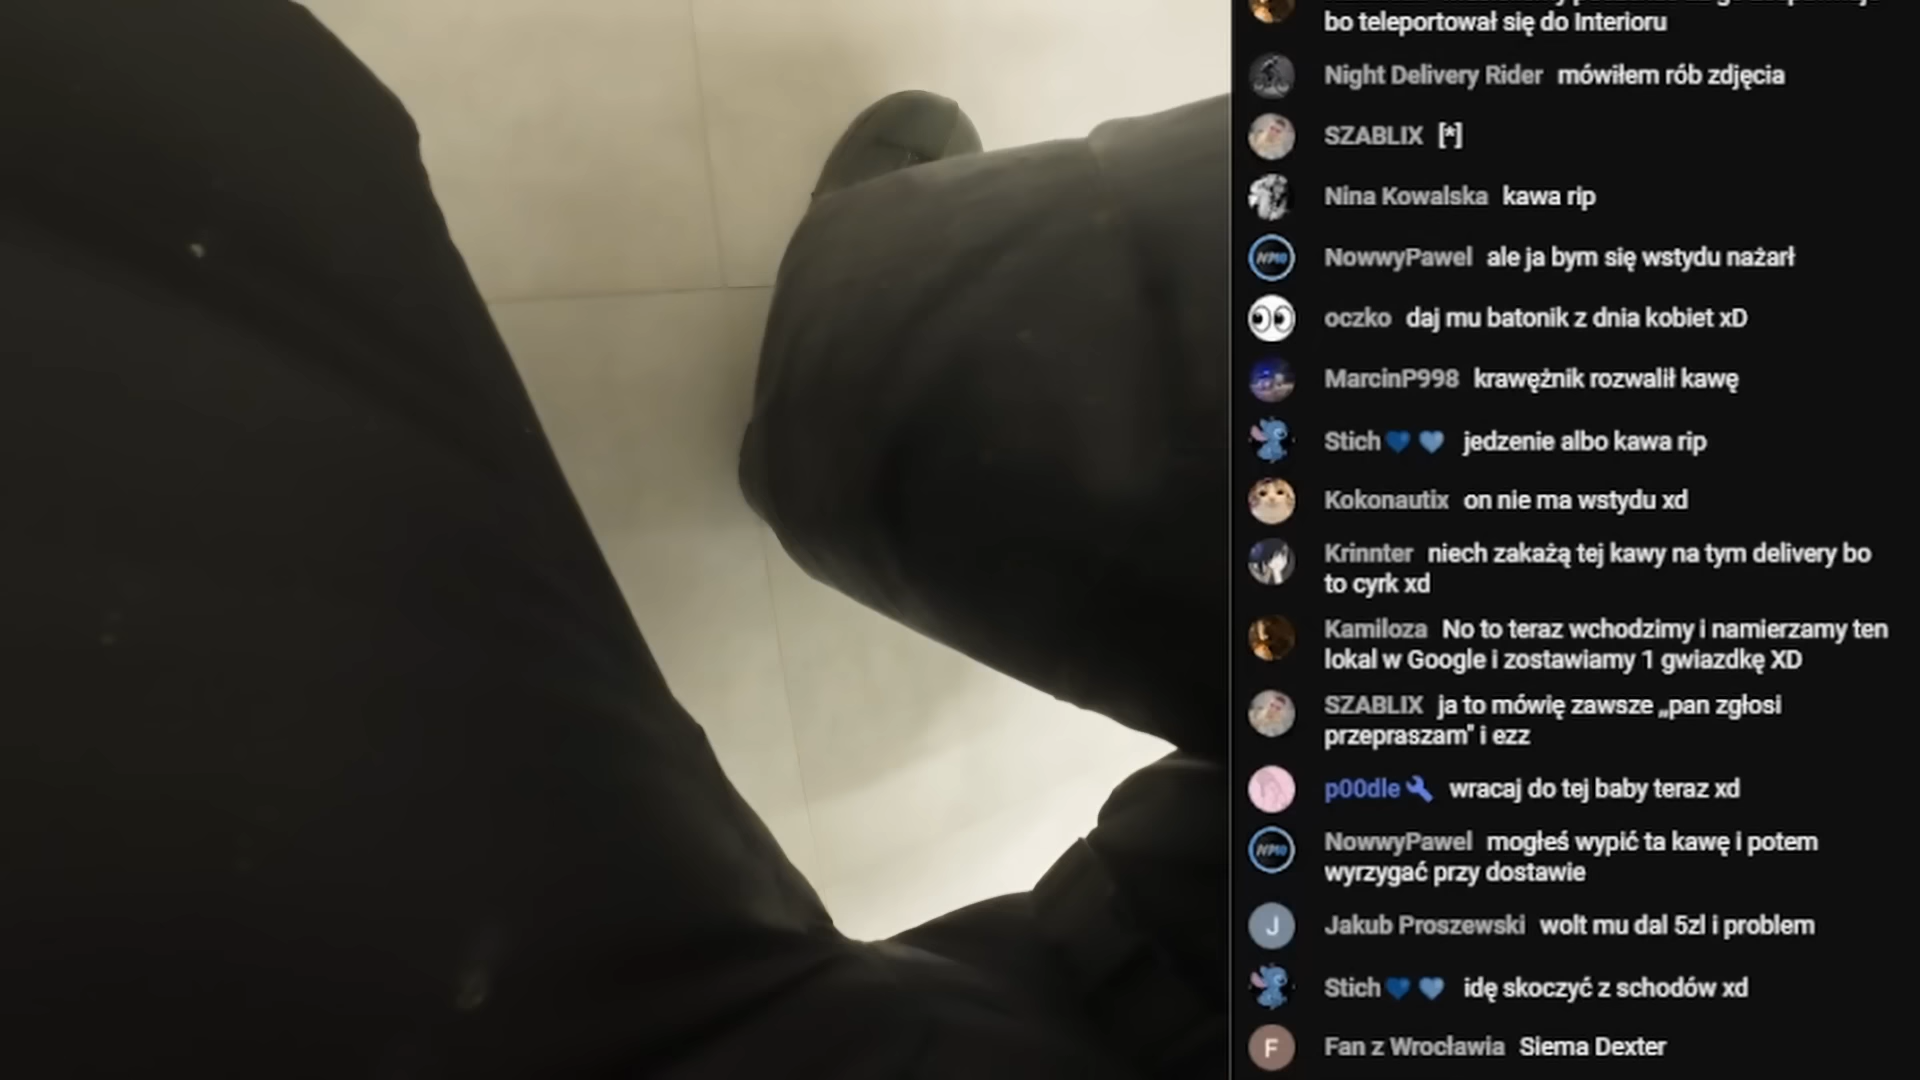 bo teleportował się do Interioru
Night Delivery Rider mówiłem rób zdjęcia
SZABLIX [*]
Nina Kowalska kawa rip
NowwyPawel ale ja bym się wstydu nażarł
oczko daj mu batonik z dnia kobiet xD
MarcinP998 krawężnik rozwalił kawę
Stich💙🩵 jedzenie albo kawa rip
Kokonautix on nie ma wstydu xd
Krinnter niech zakażą tej kawy na tym delivery bo
to cyrk xd
Kamiloza No to teraz wchodzimy i namierzamy ten
lokal w Google i zostawiamy 1 gwiazdkę XD
SZABLIX ja to mówię zawsze „pan zgłosi
przepraszam" i ezz
p00dle wracaj do tej baby teraz xd
NowwyPawel mogłeś wypić ta kawę i potem
wyrzygać przy dostawie
J Jakub Proszewski wolt mu dal 5zl i problem
Stich💙🩵 idę skoczyć z schodów xd
F Fan z Wrocławia Siema Dexter